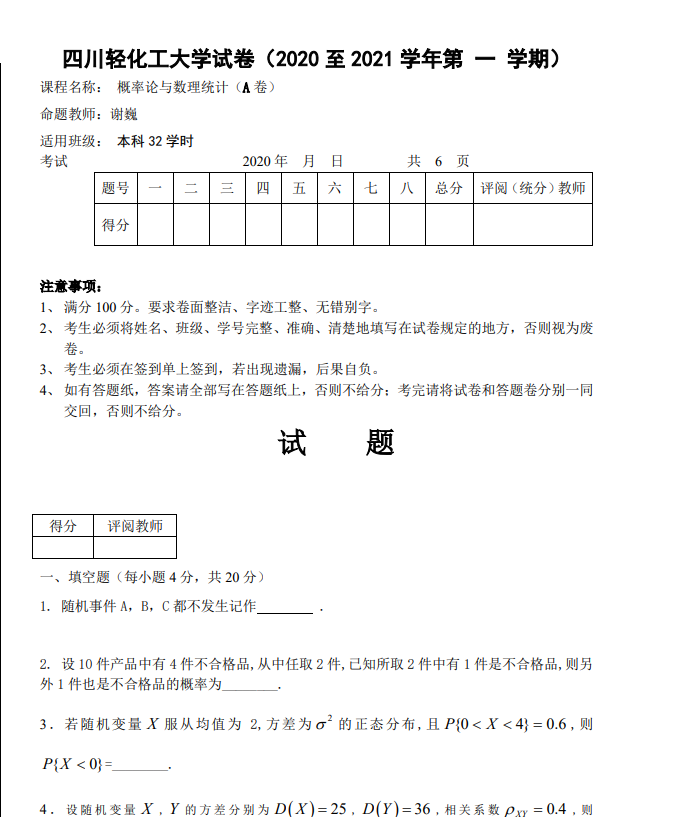 四川轻化工大学试卷（2020 至 2021 学年第 一 学期）
课程名称： 概率论与数理统计（A 卷）
命题教师：谢巍
适用班级： 本科 32 学时
考试 2020 年 月 日 共 6 页
题号 一 二 三 四 五 六 七 八 总分 评阅（统分）教师
得分
注意事项：
1、 满分 100 分。要求卷面整洁、字迹工整、无错别字。
2、 考生必须将姓名、班级、学号完整、准确、清楚地填写在试卷规定的地方，否则视为废
卷。
3、 考生必须在签到单上签到，若出现遗漏，后果自负。
4、 如有答题纸，答案请全部写在答题纸上，否则不给分；考完请将试卷和答题卷分别一同
交回，否则不给分。
试 题
得分 评阅教师
一、填空题（每小题 4 分，共 20 分）
1. 随机事件 A，B，C 都不发生记作________ .
2. 设 10 件产品中有 4 件不合格品,从中任取 2 件,已知所取 2 件中有 1 件是不合格品,则另
外 1 件也是不合格品的概率为________.
3. 若随机变量 X 服从均值为 2,方差为 σ² 的正态分布,且 P{0 < X < 4} = 0.6 ,则
P{X < 0}=________.
4. 设随机变量 X , Y 的方差分别为 D(X) = 25 , D(Y) = 36 ,相关系数 ρXY = 0.4 ,则